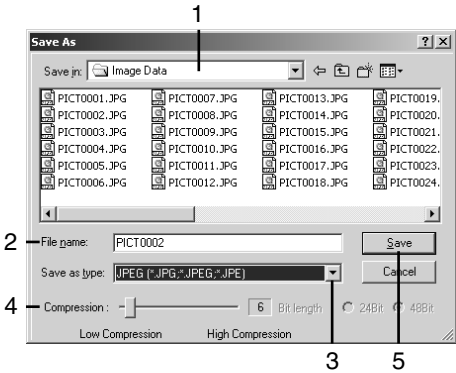 1
Save As
Save in: Image Data
PICT0001.JPG PICT0007.JPG PICT0013.JPG PICT0019.
PICT0002.JPG PICT0008.JPG PICT0014.JPG PICT0020.
PICT0003.JPG PICT0009.JPG PICT0015.JPG PICT0021.
PICT0004.JPG PICT0010.JPG PICT0016.JPG PICT0022.
PICT0005.JPG PICT0011.JPG PICT0017.JPG PICT0023.
PICT0006.JPG PICT0012.JPG PICT0018.JPG PICT0024.
2 File name: PICT0002 Save
Save as type: JPEG (*.JPG;*.JPEG;*.JPE) Cancel
4 Compression : 6 Bit length 24Bit 48Bit
Low Compression High Compression
3 5